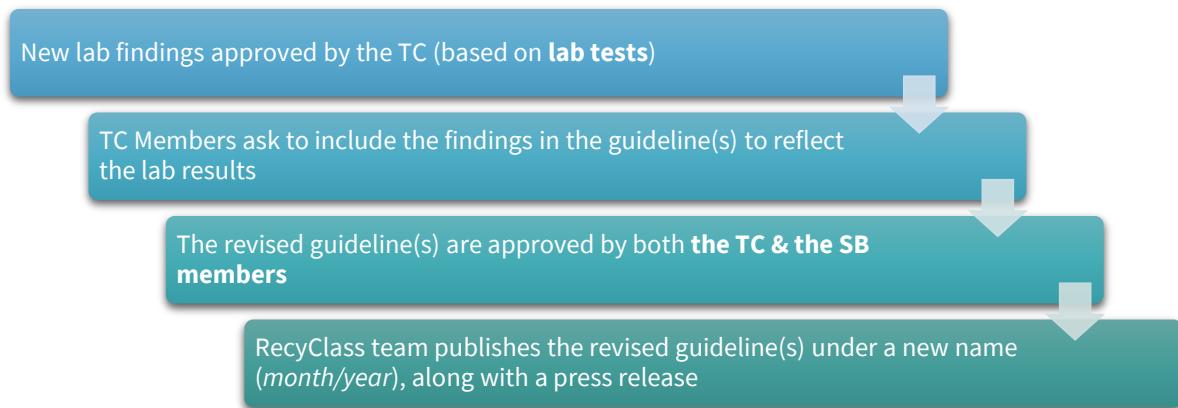 New lab findings approved by the TC (based on lab tests)
TC Members ask to include the findings in the guideline(s) to reflect
the lab results
The revised guideline(s) are approved by both the TC & the SB
members
RecyClass team publishes the revised guideline(s) under a new name
(month/year), along with a press release